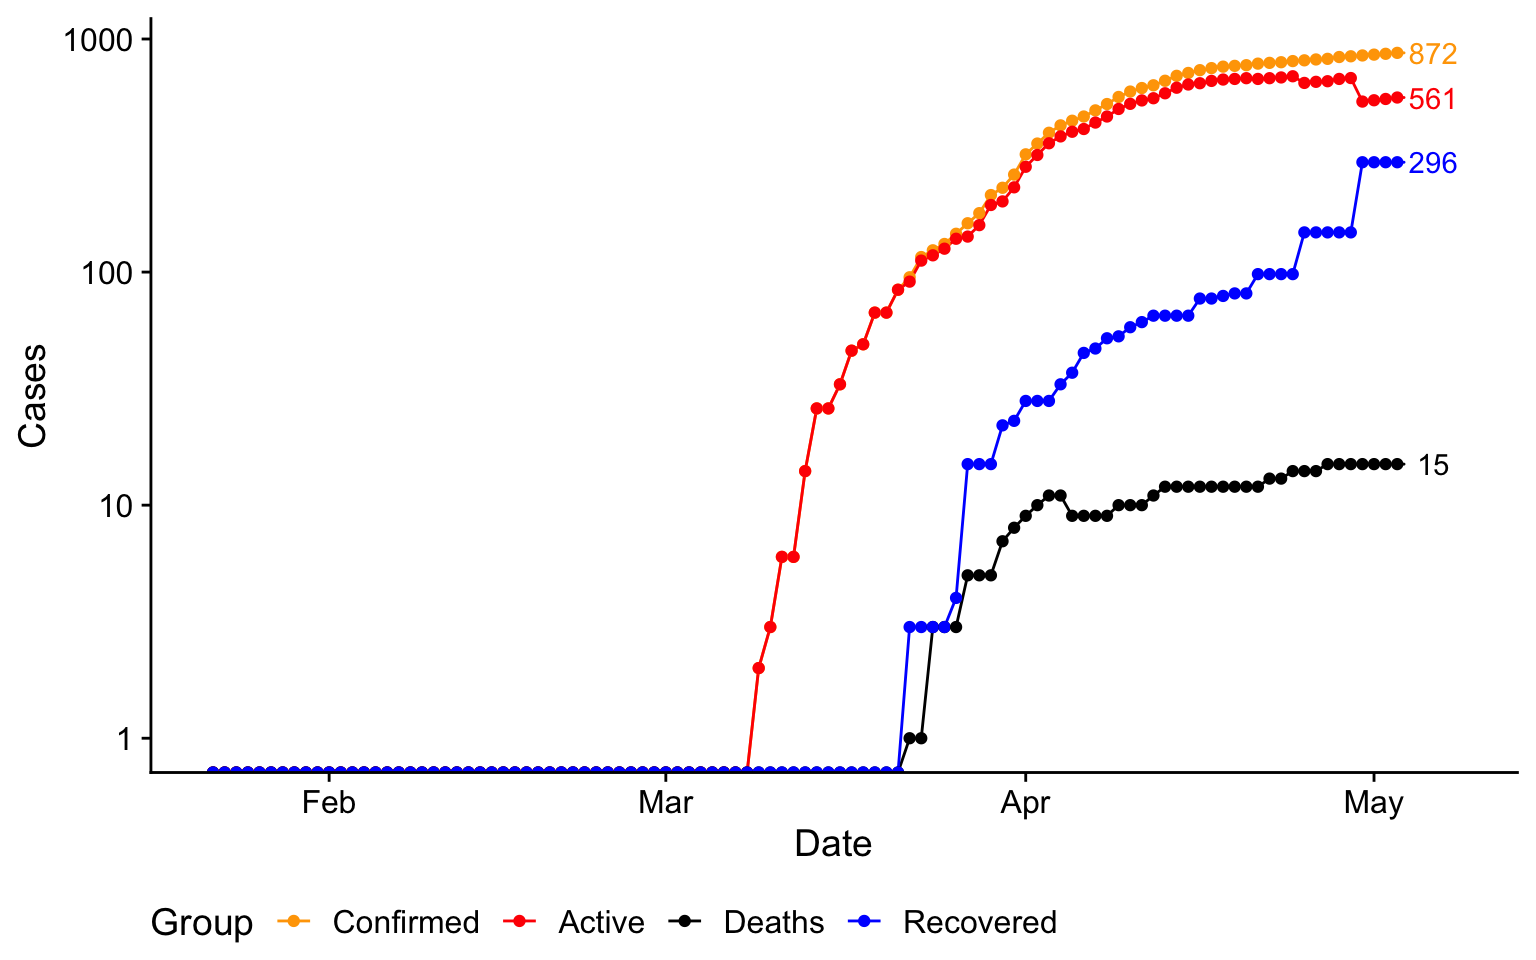 1000
872
561
296
100
15
10
1
Cases
Feb Mar Apr May
Date
Group Confirmed Active Deaths Recovered